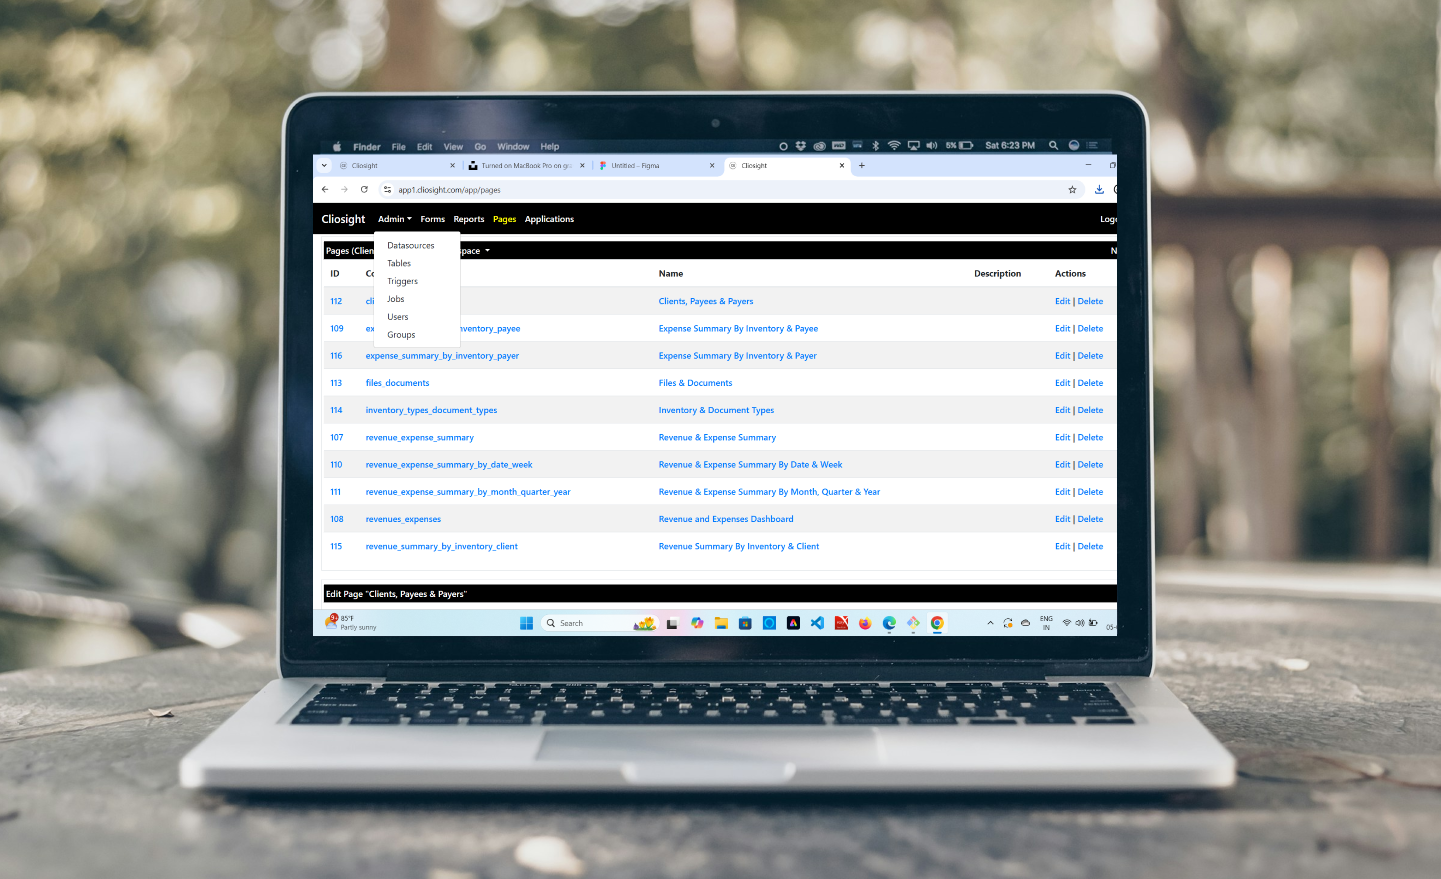 Finder File Edit View Go Window Help 5% Sat 6:23 PM
Cliosight Turned on MacBook Pro on gr Untitled – Figma Cliosight
app1.cliosight.com/app/pages
Cliosight Admin Forms Reports Pages Applications
Pages (Clien space
Datasources
Tables
Triggers
Jobs
Users
Groups
ID Name Description Actions
112 Clients, Payees & Payers Edit | Delete
109 ex nventory_payee Expense Summary By Inventory & Payee Edit | Delete
116 expense_summary_by_inventory_payer Expense Summary By Inventory & Payer Edit | Delete
113 files_documents Files & Documents Edit | Delete
114 inventory_types_document_types Inventory & Document Types Edit | Delete
107 revenue_expense_summary Revenue & Expense Summary Edit | Delete
110 revenue_expense_summary_by_date_week Revenue & Expense Summary By Date & Week Edit | Delete
111 revenue_expense_summary_by_month_quarter_year Revenue & Expense Summary By Month, Quarter & Year Edit | Delete
108 revenues_expenses Revenue and Expenses Dashboard Edit | Delete
115 revenue_summary_by_inventory_client Revenue Summary By Inventory & Client Edit | Delete
Edit Page "Clients, Payees & Payers"
85°F
Partly sunny
Search
ENG
IN
05-